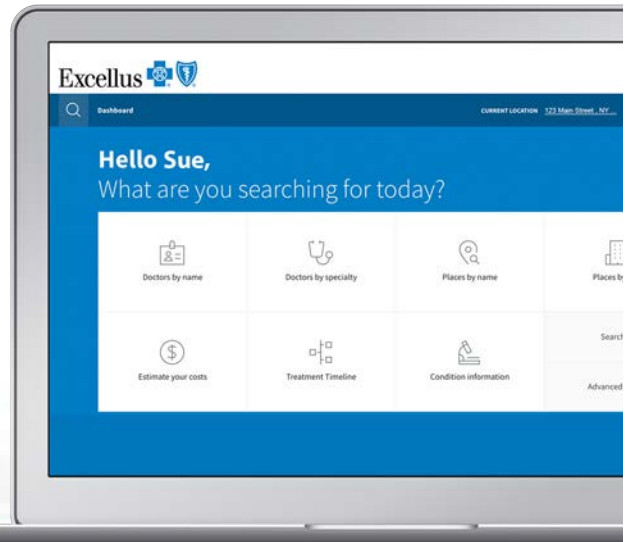 Excellus
Dashboard
CURRENT LOCATION 123 Main Street , NY ...
Hello Sue,
What are you searching for today?
Doctors by name
Doctors by specialty
Places by name
Places by
Estimate your costs
Treatment Timeline
Condition information
Search
Advanced